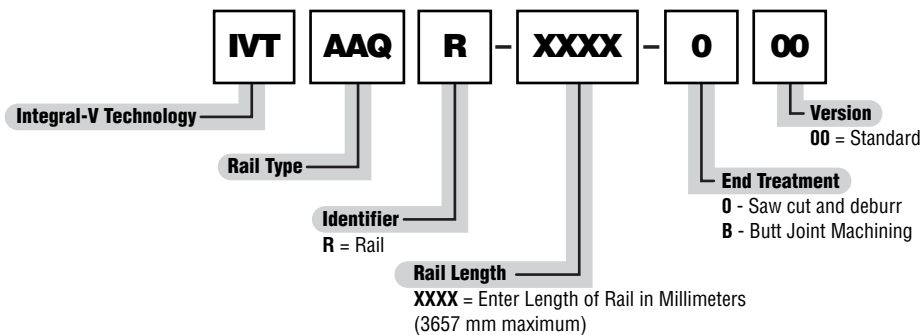 IVT AAQ R - XXXX - 0 00
Integral-V Technology
Version
00 = Standard
Rail Type
End Treatment
0 - Saw cut and deburr
B - Butt Joint Machining
Identifier
R = Rail
Rail Length
XXXX = Enter Length of Rail in Millimeters
(3657 mm maximum)